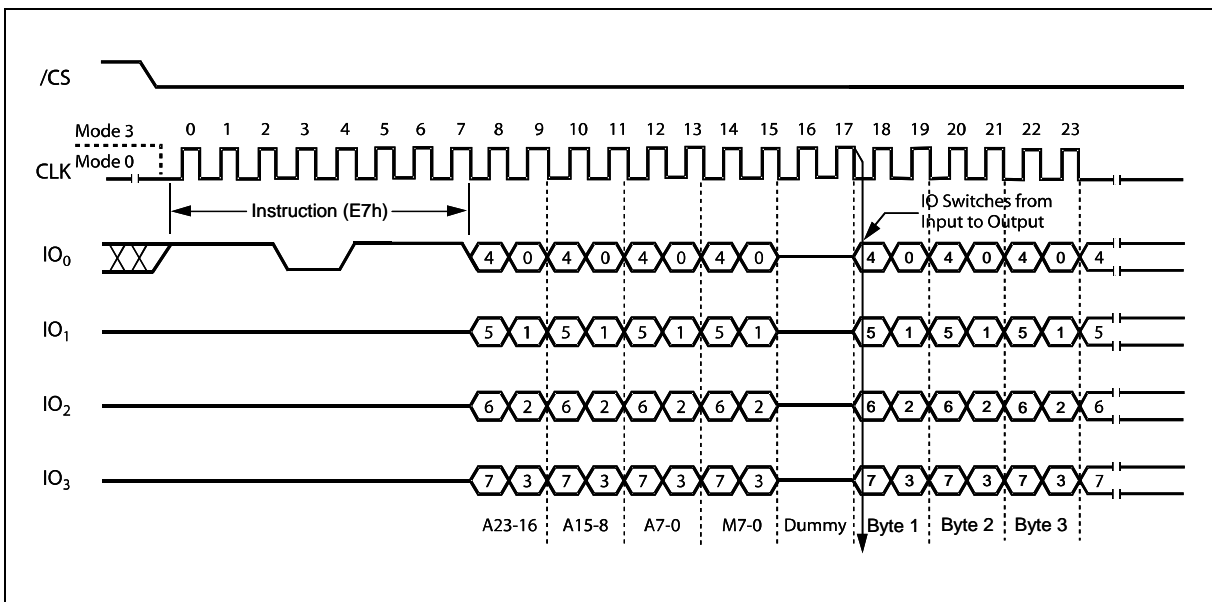 /CS
Mode 3
0 1 2 3 4 5 6 7 8 9 10 11 12 13 14 15 16 17 18 19 20 21 22 23
Mode 0
CLK
Instruction (E7h)
IO Switches from
Input to Output
IO0 4 0 4 0 4 0 4 0 4 0 4 0 4 0 4
IO1 5 1 5 1 5 1 5 1 5 1 5 1 5 1 5
IO2 6 2 6 2 6 2 6 2 6 2 6 2 6 2 6
IO3 7 3 7 3 7 3 7 3 7 3 7 3 7 3 7
A23-16 A15-8 A7-0 M7-0 Dummy Byte 1 Byte 2 Byte 3